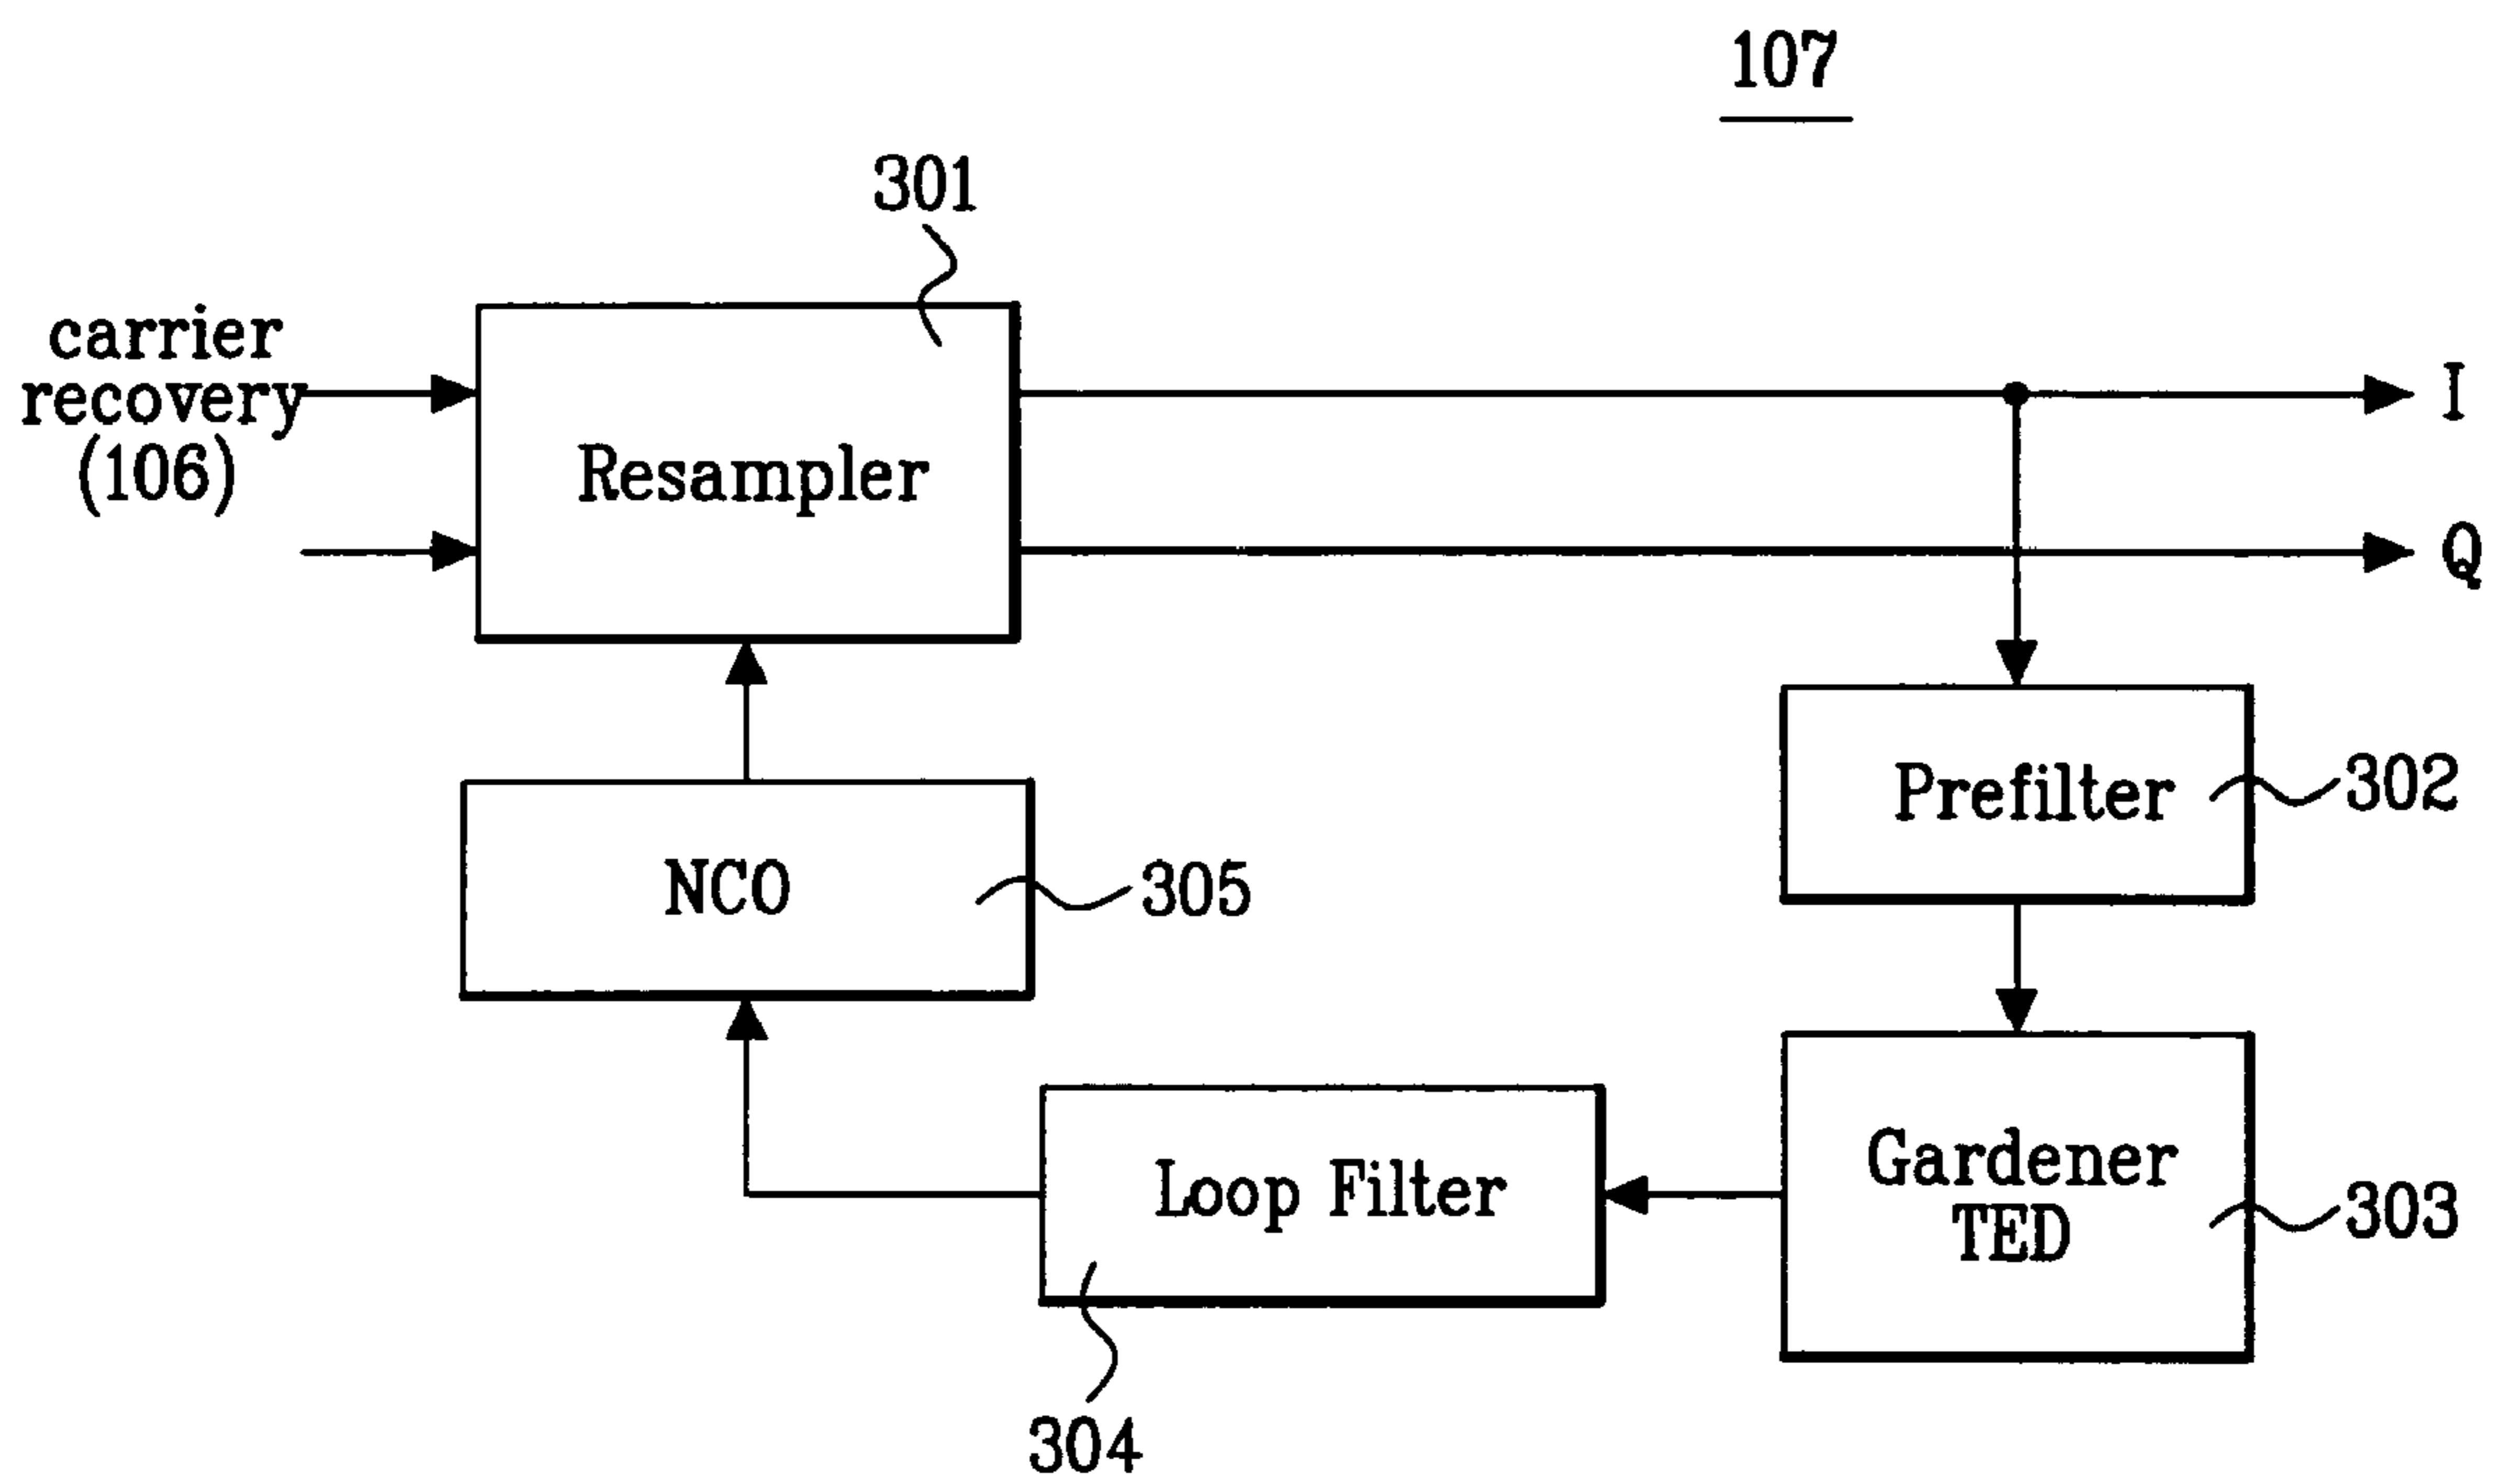 107
301
carrier
recovery
(106)
Resampler
I
Q
Prefilter
302
NCO
305
Gardener
TED
303
Loop Filter
304